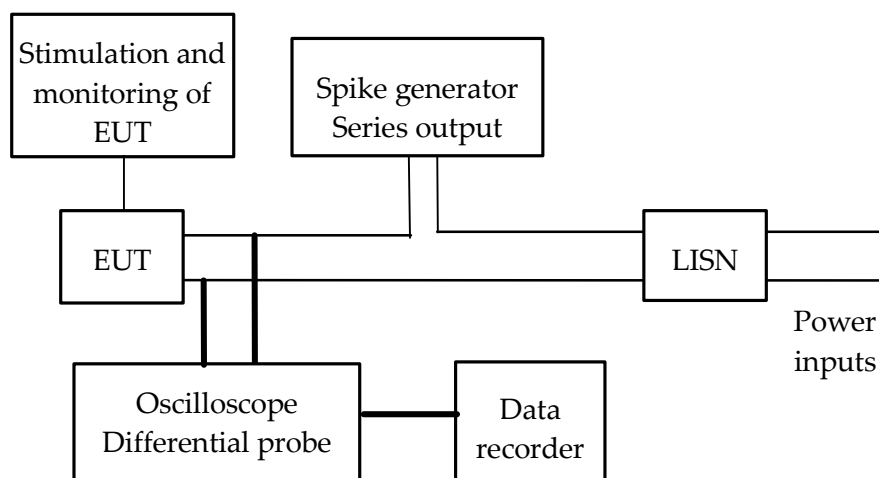 Stimulation and
monitoring of
EUT
Spike generator
Series output
EUT
LISN
Power
inputs
Oscilloscope
Differential probe
Data
recorder